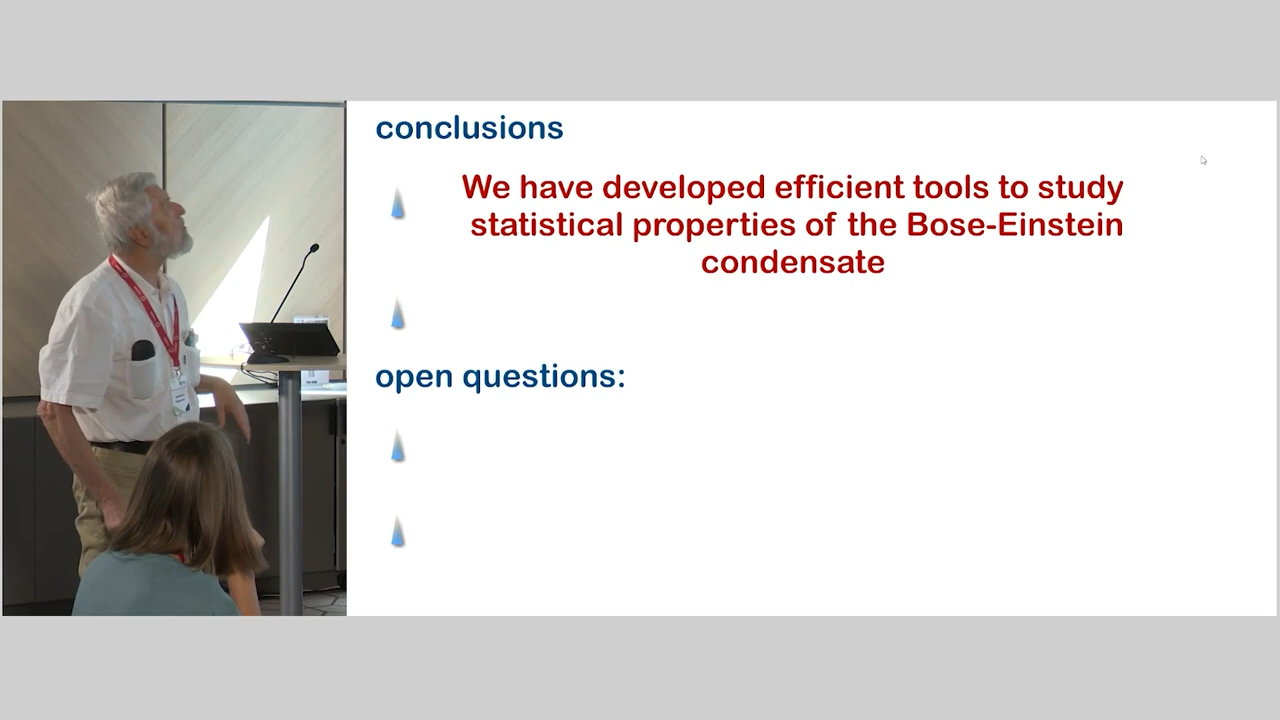 conclusions
We have developed efficient tools to study
statistical properties of the Bose-Einstein
condensate
open questions: